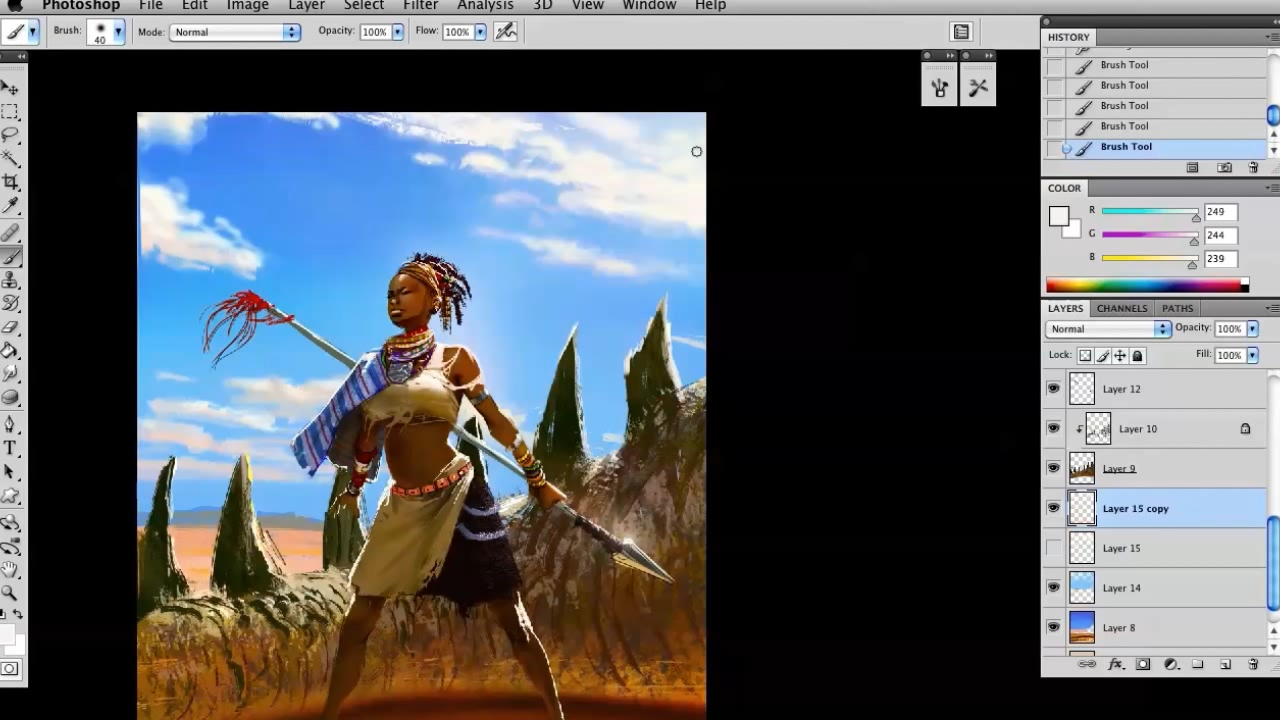 Photoshop File Edit Image Layer Select Filter Analysis 3D View Window Help
Brush: 40 Mode: Normal Opacity: 100% Flow: 100%
HISTORY
Brush Tool
Brush Tool
Brush Tool
Brush Tool
Brush Tool
COLOR
R 249
G 244
B 239
LAYERS CHANNELS PATHS
Normal Opacity: 100%
Lock: Fill: 100%
Layer 12
Layer 10
Layer 9
Layer 15 copy
Layer 15
Layer 14
Layer 8
T